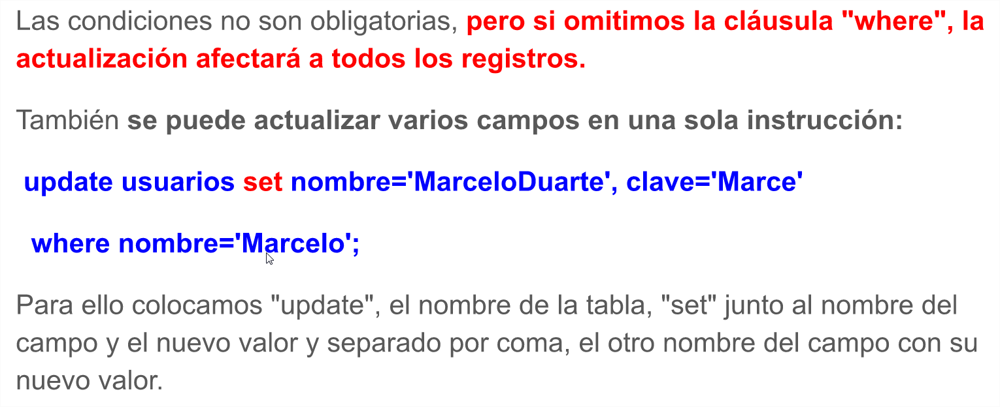 Las condiciones no son obligatorias, pero si omitimos la cláusula "where", la
actualización afectará a todos los registros.
También se puede actualizar varios campos en una sola instrucción:
update usuarios set nombre='MarceloDuarte', clave='Marce'
where nombre='Marcelo';
Para ello colocamos "update", el nombre de la tabla, "set" junto al nombre del
campo y el nuevo valor y separado por coma, el otro nombre del campo con su
nuevo valor.